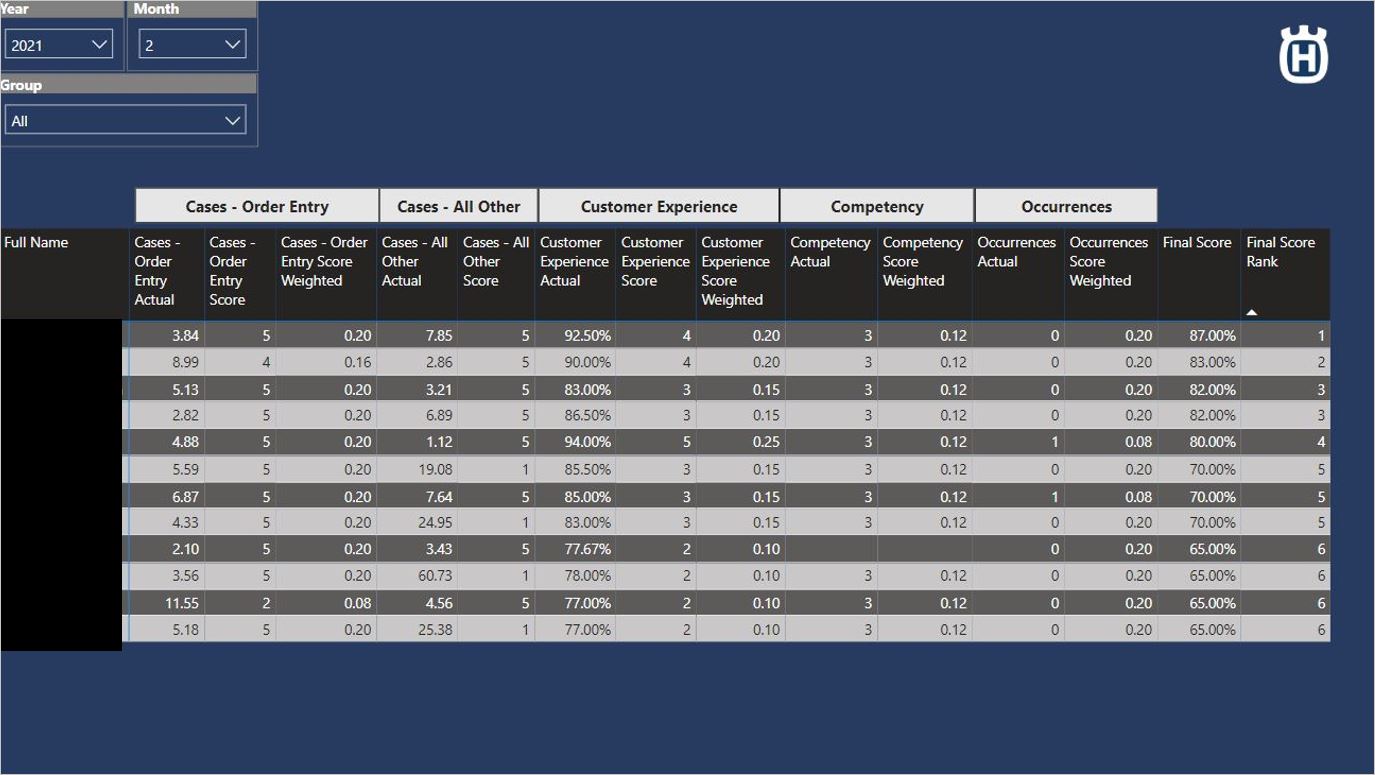 Year Month
2021 2
Group
All
H
Cases - Order Entry Cases - All Other Customer Experience Competency Occurrences
Full Name Cases - Order Entry Actual Cases - Order Entry Score Cases - Order Entry Score Weighted Cases - All Other Actual Cases - All Other Score Customer Experience Actual Customer Experience Score Customer Experience Score Weighted Competency Actual Competency Score Weighted Occurrences Actual Occurrences Score Weighted Final Score Final Score Rank
3.84 5 0.20 7.85 5 92.50% 4 0.20 3 0.12 0 0.20 87.00% 1
8.99 4 0.16 2.86 5 90.00% 4 0.20 3 0.12 0 0.20 83.00% 2
5.13 5 0.20 3.21 5 83.00% 3 0.15 3 0.12 0 0.20 82.00% 3
2.82 5 0.20 6.89 5 86.50% 3 0.15 3 0.12 0 0.20 82.00% 3
4.88 5 0.20 1.12 5 94.00% 5 0.25 3 0.12 1 0.08 80.00% 4
5.59 5 0.20 19.08 1 85.50% 3 0.15 3 0.12 0 0.20 70.00% 5
6.87 5 0.20 7.64 5 85.00% 3 0.15 3 0.12 1 0.08 70.00% 5
4.33 5 0.20 24.95 1 83.00% 3 0.15 3 0.12 0 0.20 70.00% 5
2.10 5 0.20 3.43 5 77.67% 2 0.10 0 0.20 65.00% 6
3.56 5 0.20 60.73 1 78.00% 2 0.10 3 0.12 0 0.20 65.00% 6
11.55 2 0.08 4.56 5 77.00% 2 0.10 3 0.12 0 0.20 65.00% 6
5.18 5 0.20 25.38 1 77.00% 2 0.10 3 0.12 0 0.20 65.00% 6